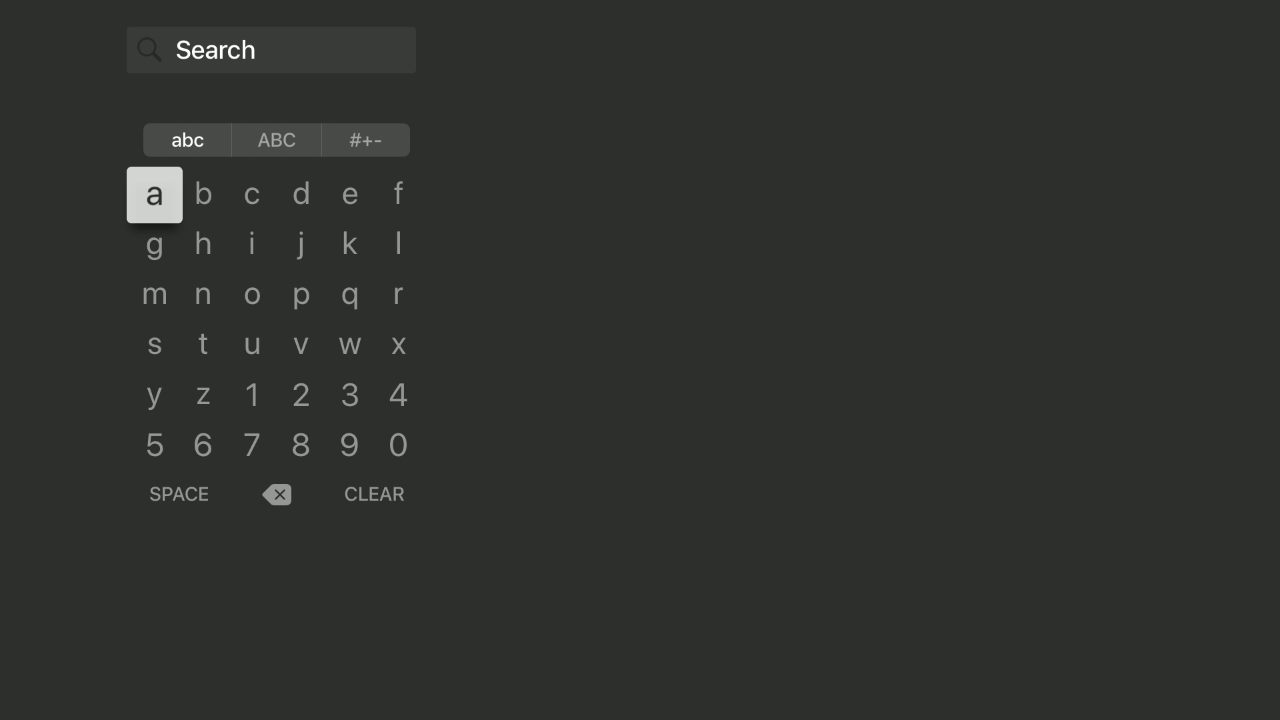 Search
abc ABC #+-
a b c d e f
g h i j k l
m n o p q r
s t u v w x
y z 1 2 3 4
5 6 7 8 9 0
SPACE CLEAR